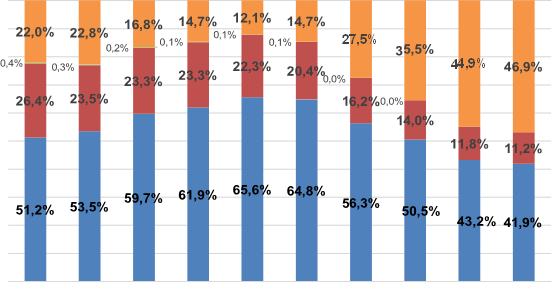 22,0% 22,8% 16,8% 14,7% 12,1% 14,7% 27,5% 35,5% 44,9% 46,9%
0,4% 0,3% 0,2% 0,1% 0,1% 0,1% 0,0% 0,0%
26,4% 23,5% 23,3% 23,3% 22,3% 20,4% 16,2% 14,0% 11,8% 11,2%
51,2% 53,5% 59,7% 61,9% 65,6% 64,8% 56,3% 50,5% 43,2% 41,9%